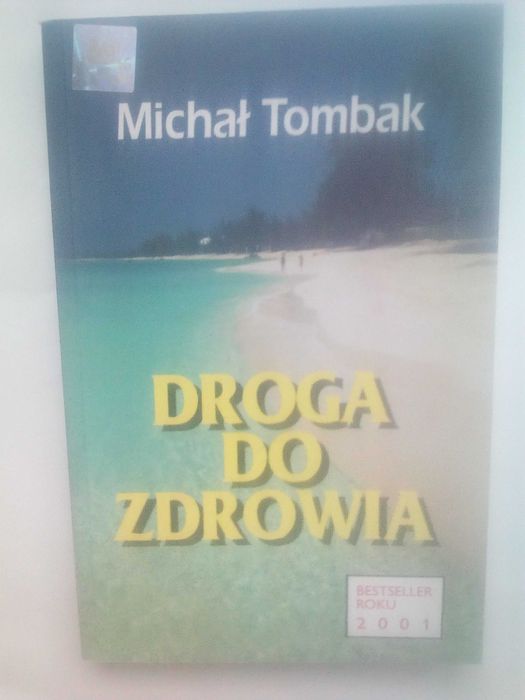 Michał Tombak
DROGA
DO
ZDROWIA
BESTSELLER
ROKU
2001